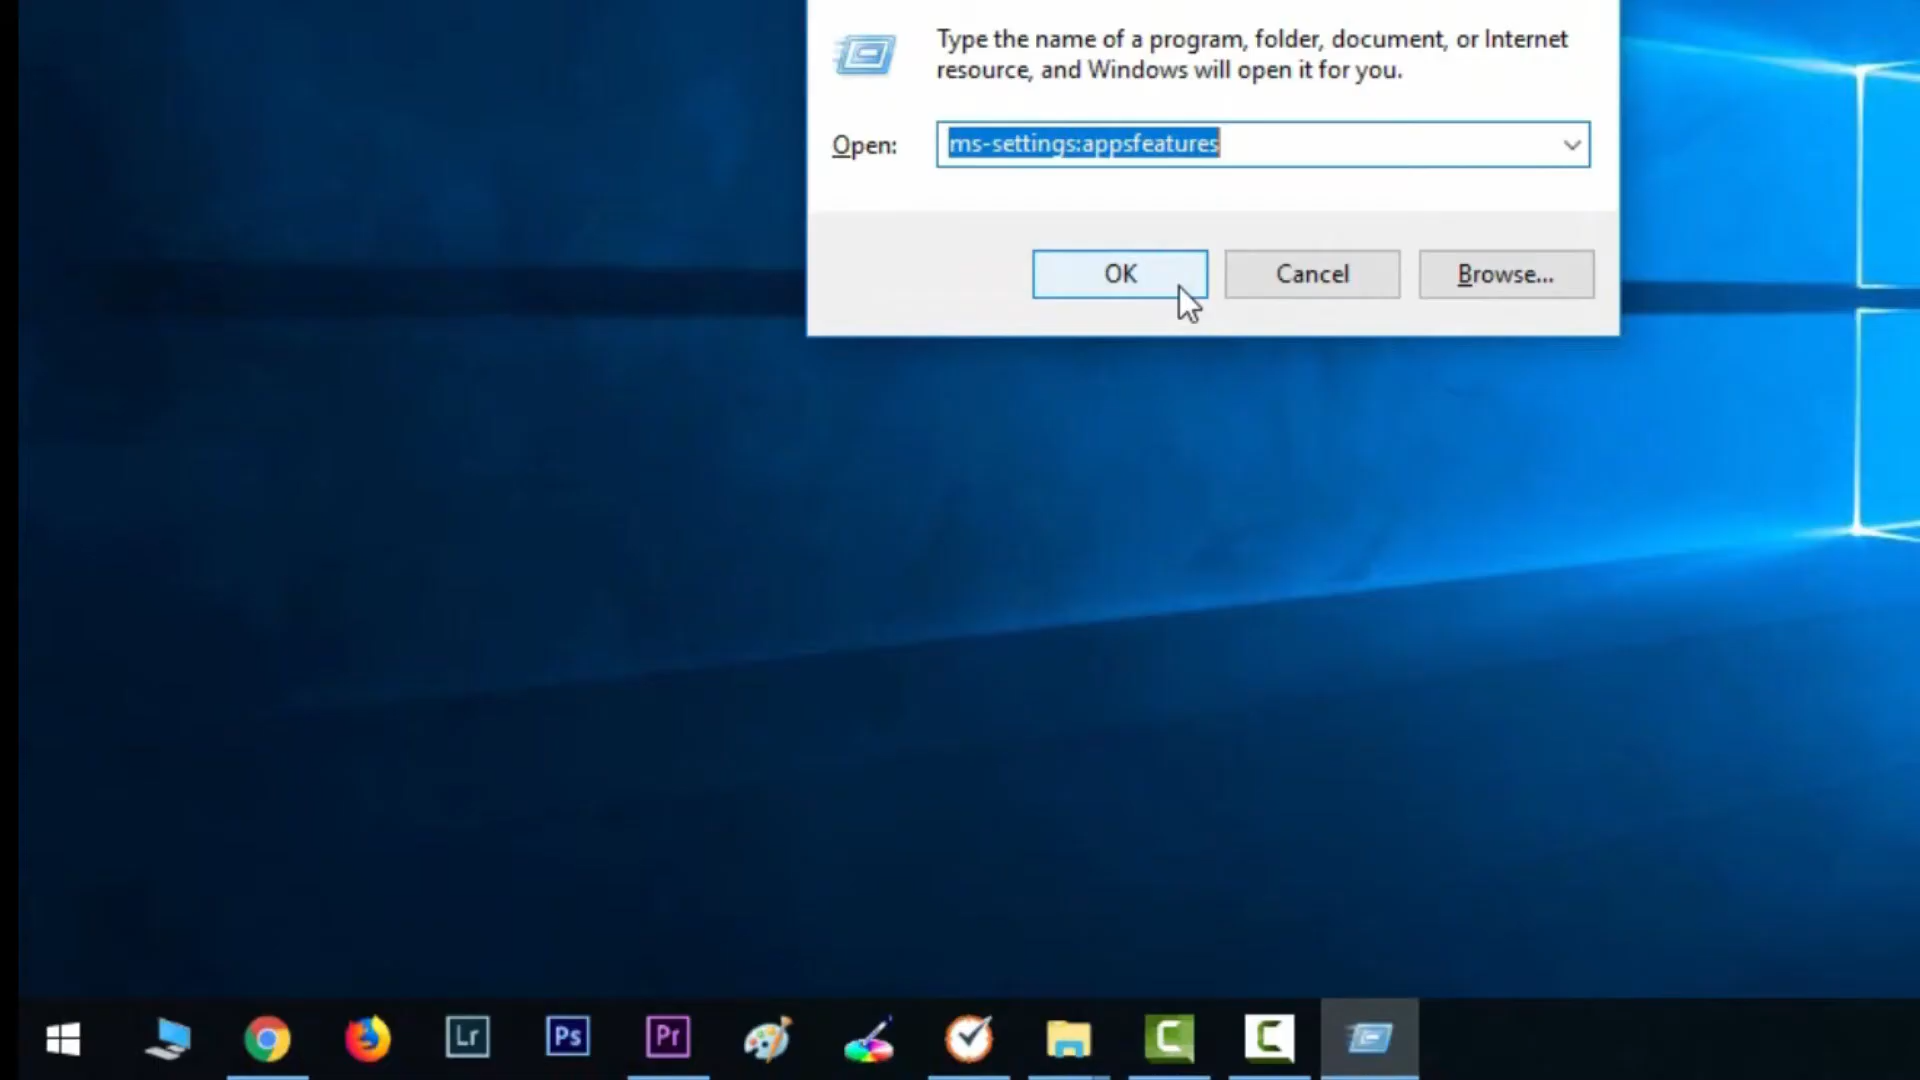 Type the name of a program, folder, document, or Internet
resource, and Windows will open it for you.
Open: ms-settings:appsfeatures
OK Cancel Browse...
Lr Ps Pr